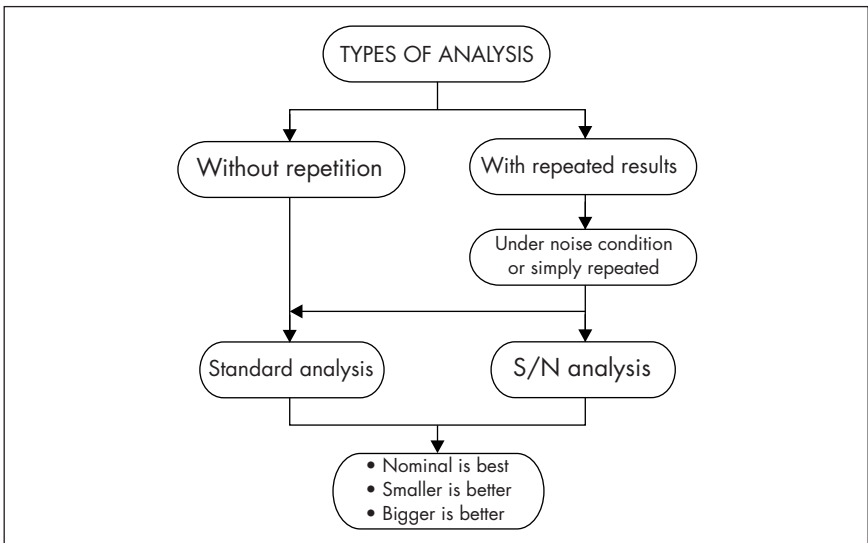 TYPES OF ANALYSIS
Without repetition
With repeated results
Under noise condition
or simply repeated
Standard analysis
S/N analysis
• Nominal is best
• Smaller is better
• Bigger is better